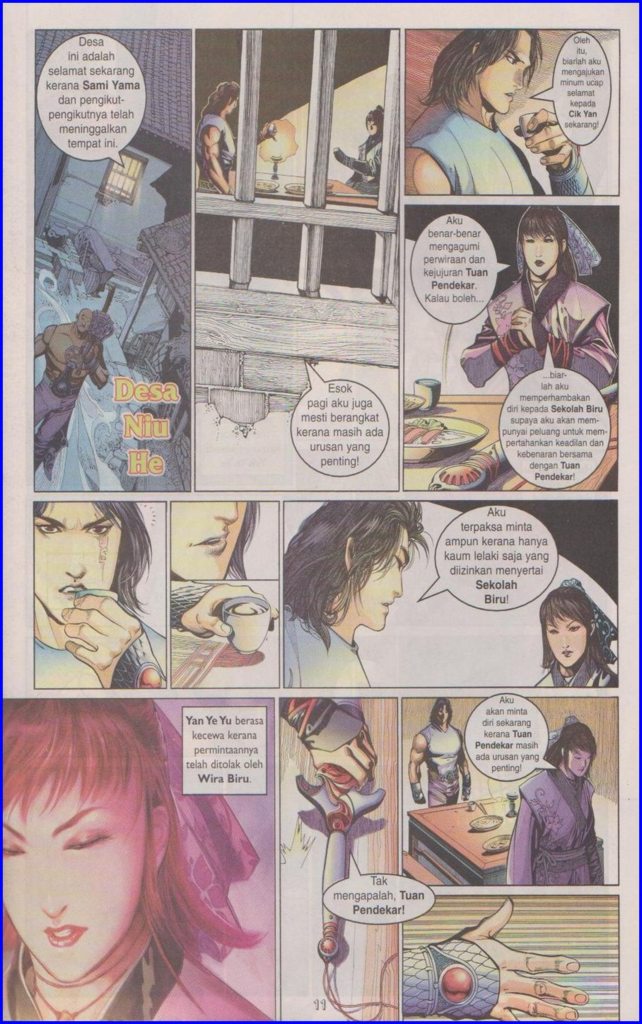 Desa
ini adalah
selamat sekarang
kerana Sami Yama
dan pengikut-
pengikutnya telah
meninggalkan
tempat ini.
Desa
Niu
He
Esok
pagi aku juga
mesti berangkat
kerana masih ada
urusan yang
penting!
Oleh
itu,
biarlah aku
mengajukan
minum ucap
selamat
kepada
Cik Yan
sekarang!
Aku
benar-benar
mengagumi
perwiraan dan
kejujuran Tuan
Pendekar.
Kalau boleh...
...biar-
lah aku
memperhambakan
diri kepada Sekolah Biru
supaya aku akan mem-
punyai peluang untuk mem-
pertahankan keadilan dan
kebenaran bersama
dengan Tuan
Pendekar!
Aku
terpaksa minta
ampun kerana hanya
kaum lelaki saja yang
diizinkan menyertai
Sekolah
Biru!
Yan Ye Yu berasa
kecewa kerana
permintaannya
telah ditolak oleh
Wira Biru.
Aku
akan minta
diri sekarang
kerana Tuan
Pendekar masih
ada urusan yang
penting!
Tak
mengapalah, Tuan
Pendekar!
11